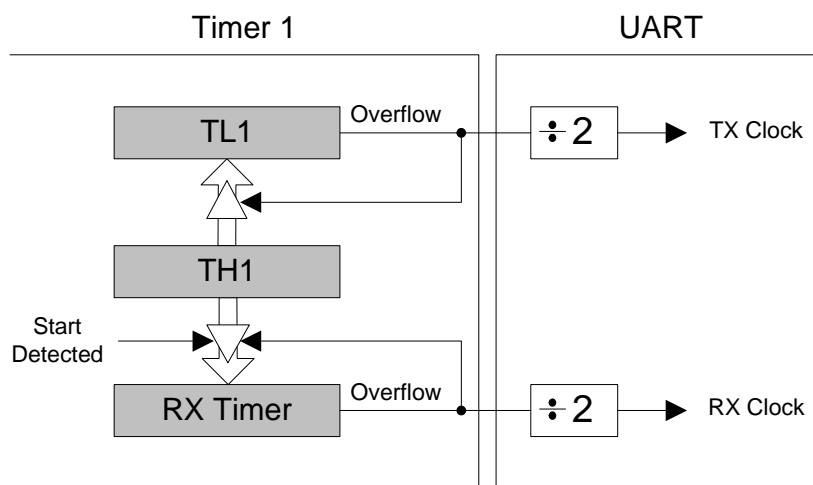 Timer 1
UART
TL1
Overflow
÷ 2
TX Clock
TH1
Start
Detected
RX Timer
Overflow
÷ 2
RX Clock